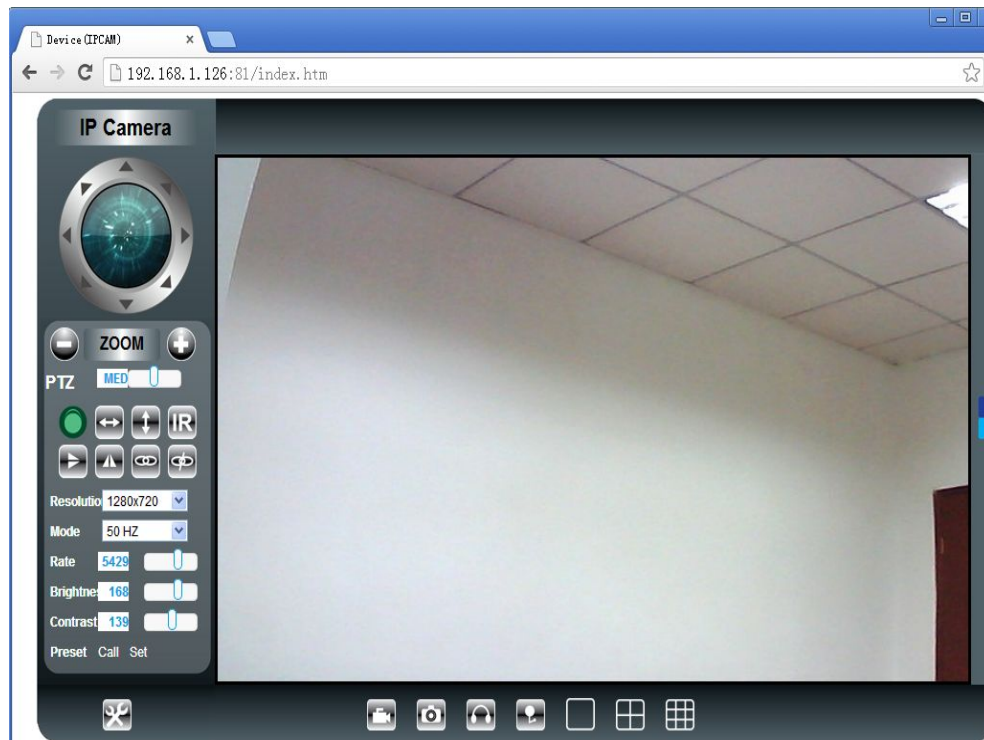 Device(IPCAM)
192.168.1.126:81/index.htm
IP Camera
ZOOM
PTZ MED
IR
Resolutio 1280x720
Mode 50 HZ
Rate 5429
Brightne 168
Contrast 139
Preset Call Set